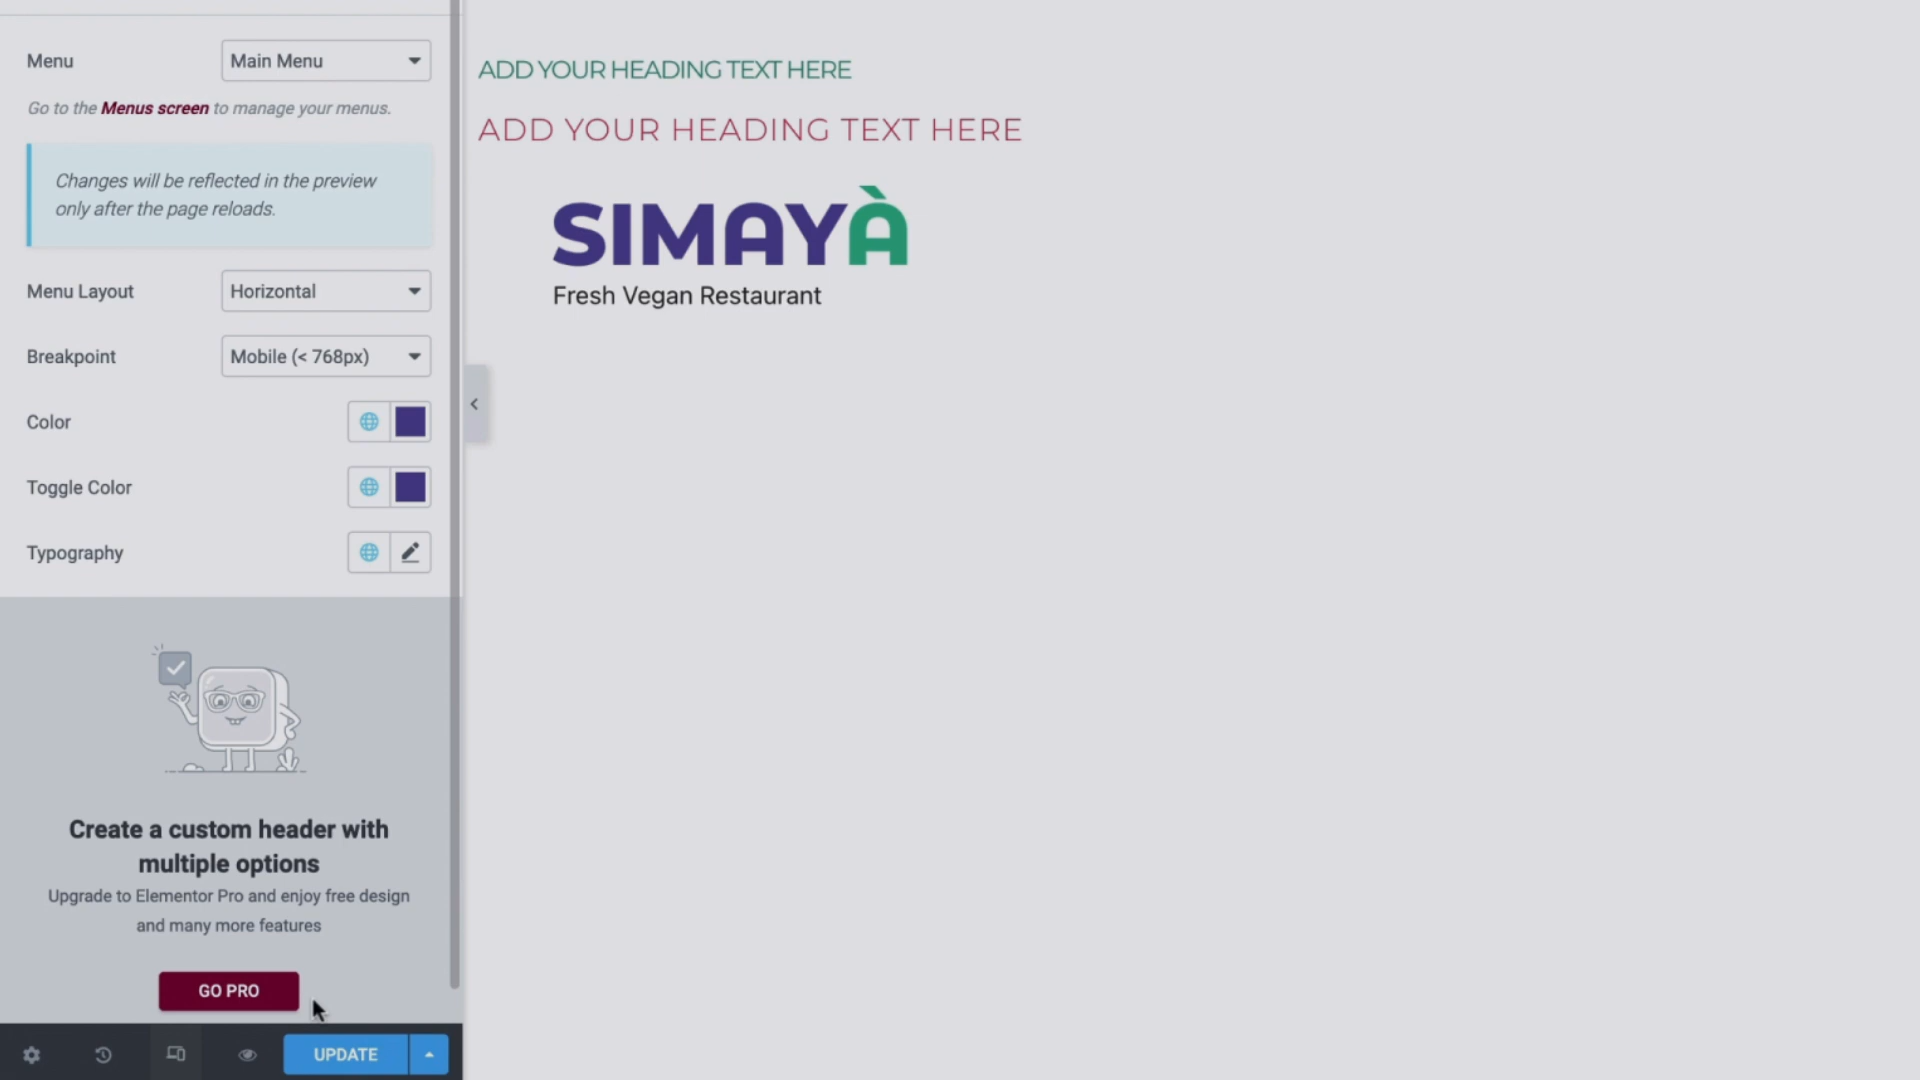 Menu
Main Menu
Go to the Menus screen to manage your menus.
Changes will be reflected in the preview
only after the page reloads.
Menu Layout
Horizontal
Breakpoint
Mobile (< 768px)
Color
Toggle Color
Typography
Create a custom header with
multiple options
Upgrade to Elementor Pro and enjoy free design
and many more features
GO PRO
UPDATE
ADD YOUR HEADING TEXT HERE
ADD YOUR HEADING TEXT HERE
SIMAYÀ
Fresh Vegan Restaurant